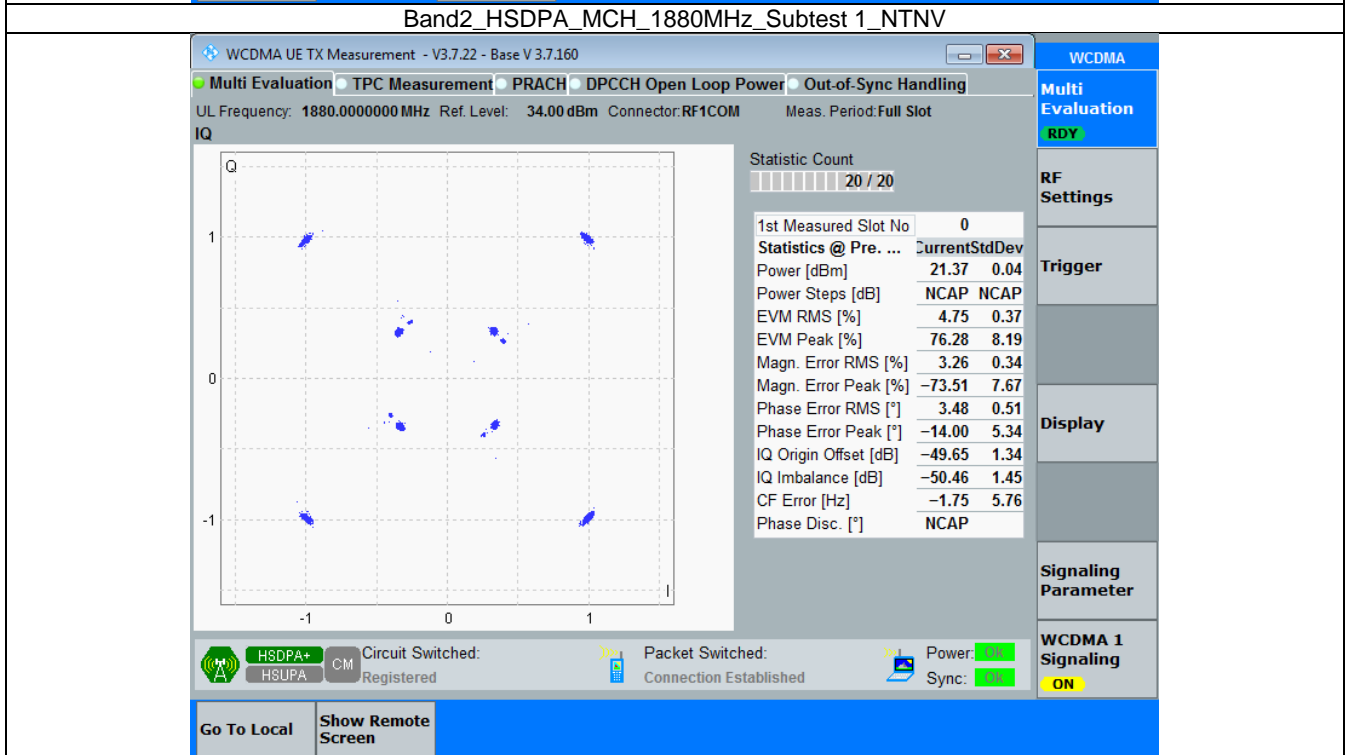 Band2_HSDPA_MCH_1880MHz_Subtest 1_NTNV
WCDMA UE TX Measurement - V3.7.22 - Base V 3.7.160
WCDMA
Multi Evaluation TPC Measurement PRACH DPCCH Open Loop Power Out-of-Sync Handling
Multi
Evaluation
RDY
UL Frequency: 1880.0000000 MHz Ref. Level: 34.00 dBm Connector: RF1COM Meas. Period: Full Slot
IQ
Q
1
0
-1
-1 0 1
I
Statistic Count
20 / 20
1st Measured Slot No 0
Statistics @ Pre. ... Current StdDev
Power [dBm] 21.37 0.04
Power Steps [dB] NCAP NCAP
EVM RMS [%] 4.75 0.37
EVM Peak [%] 76.28 8.19
Magn. Error RMS [%] 3.26 0.34
Magn. Error Peak [%] −73.51 7.67
Phase Error RMS [°] 3.48 0.51
Phase Error Peak [°] −14.00 5.34
IQ Origin Offset [dB] −49.65 1.34
IQ Imbalance [dB] −50.46 1.45
CF Error [Hz] −1.75 5.76
Phase Disc. [°] NCAP
RF
Settings
Trigger
Display
Signaling
Parameter
WCDMA 1
Signaling
ON
HSDPA+
HSUPA
CM
Circuit Switched:
Registered
Packet Switched:
Connection Established
Power: Ok
Sync: Ok
Go To Local
Show Remote
Screen